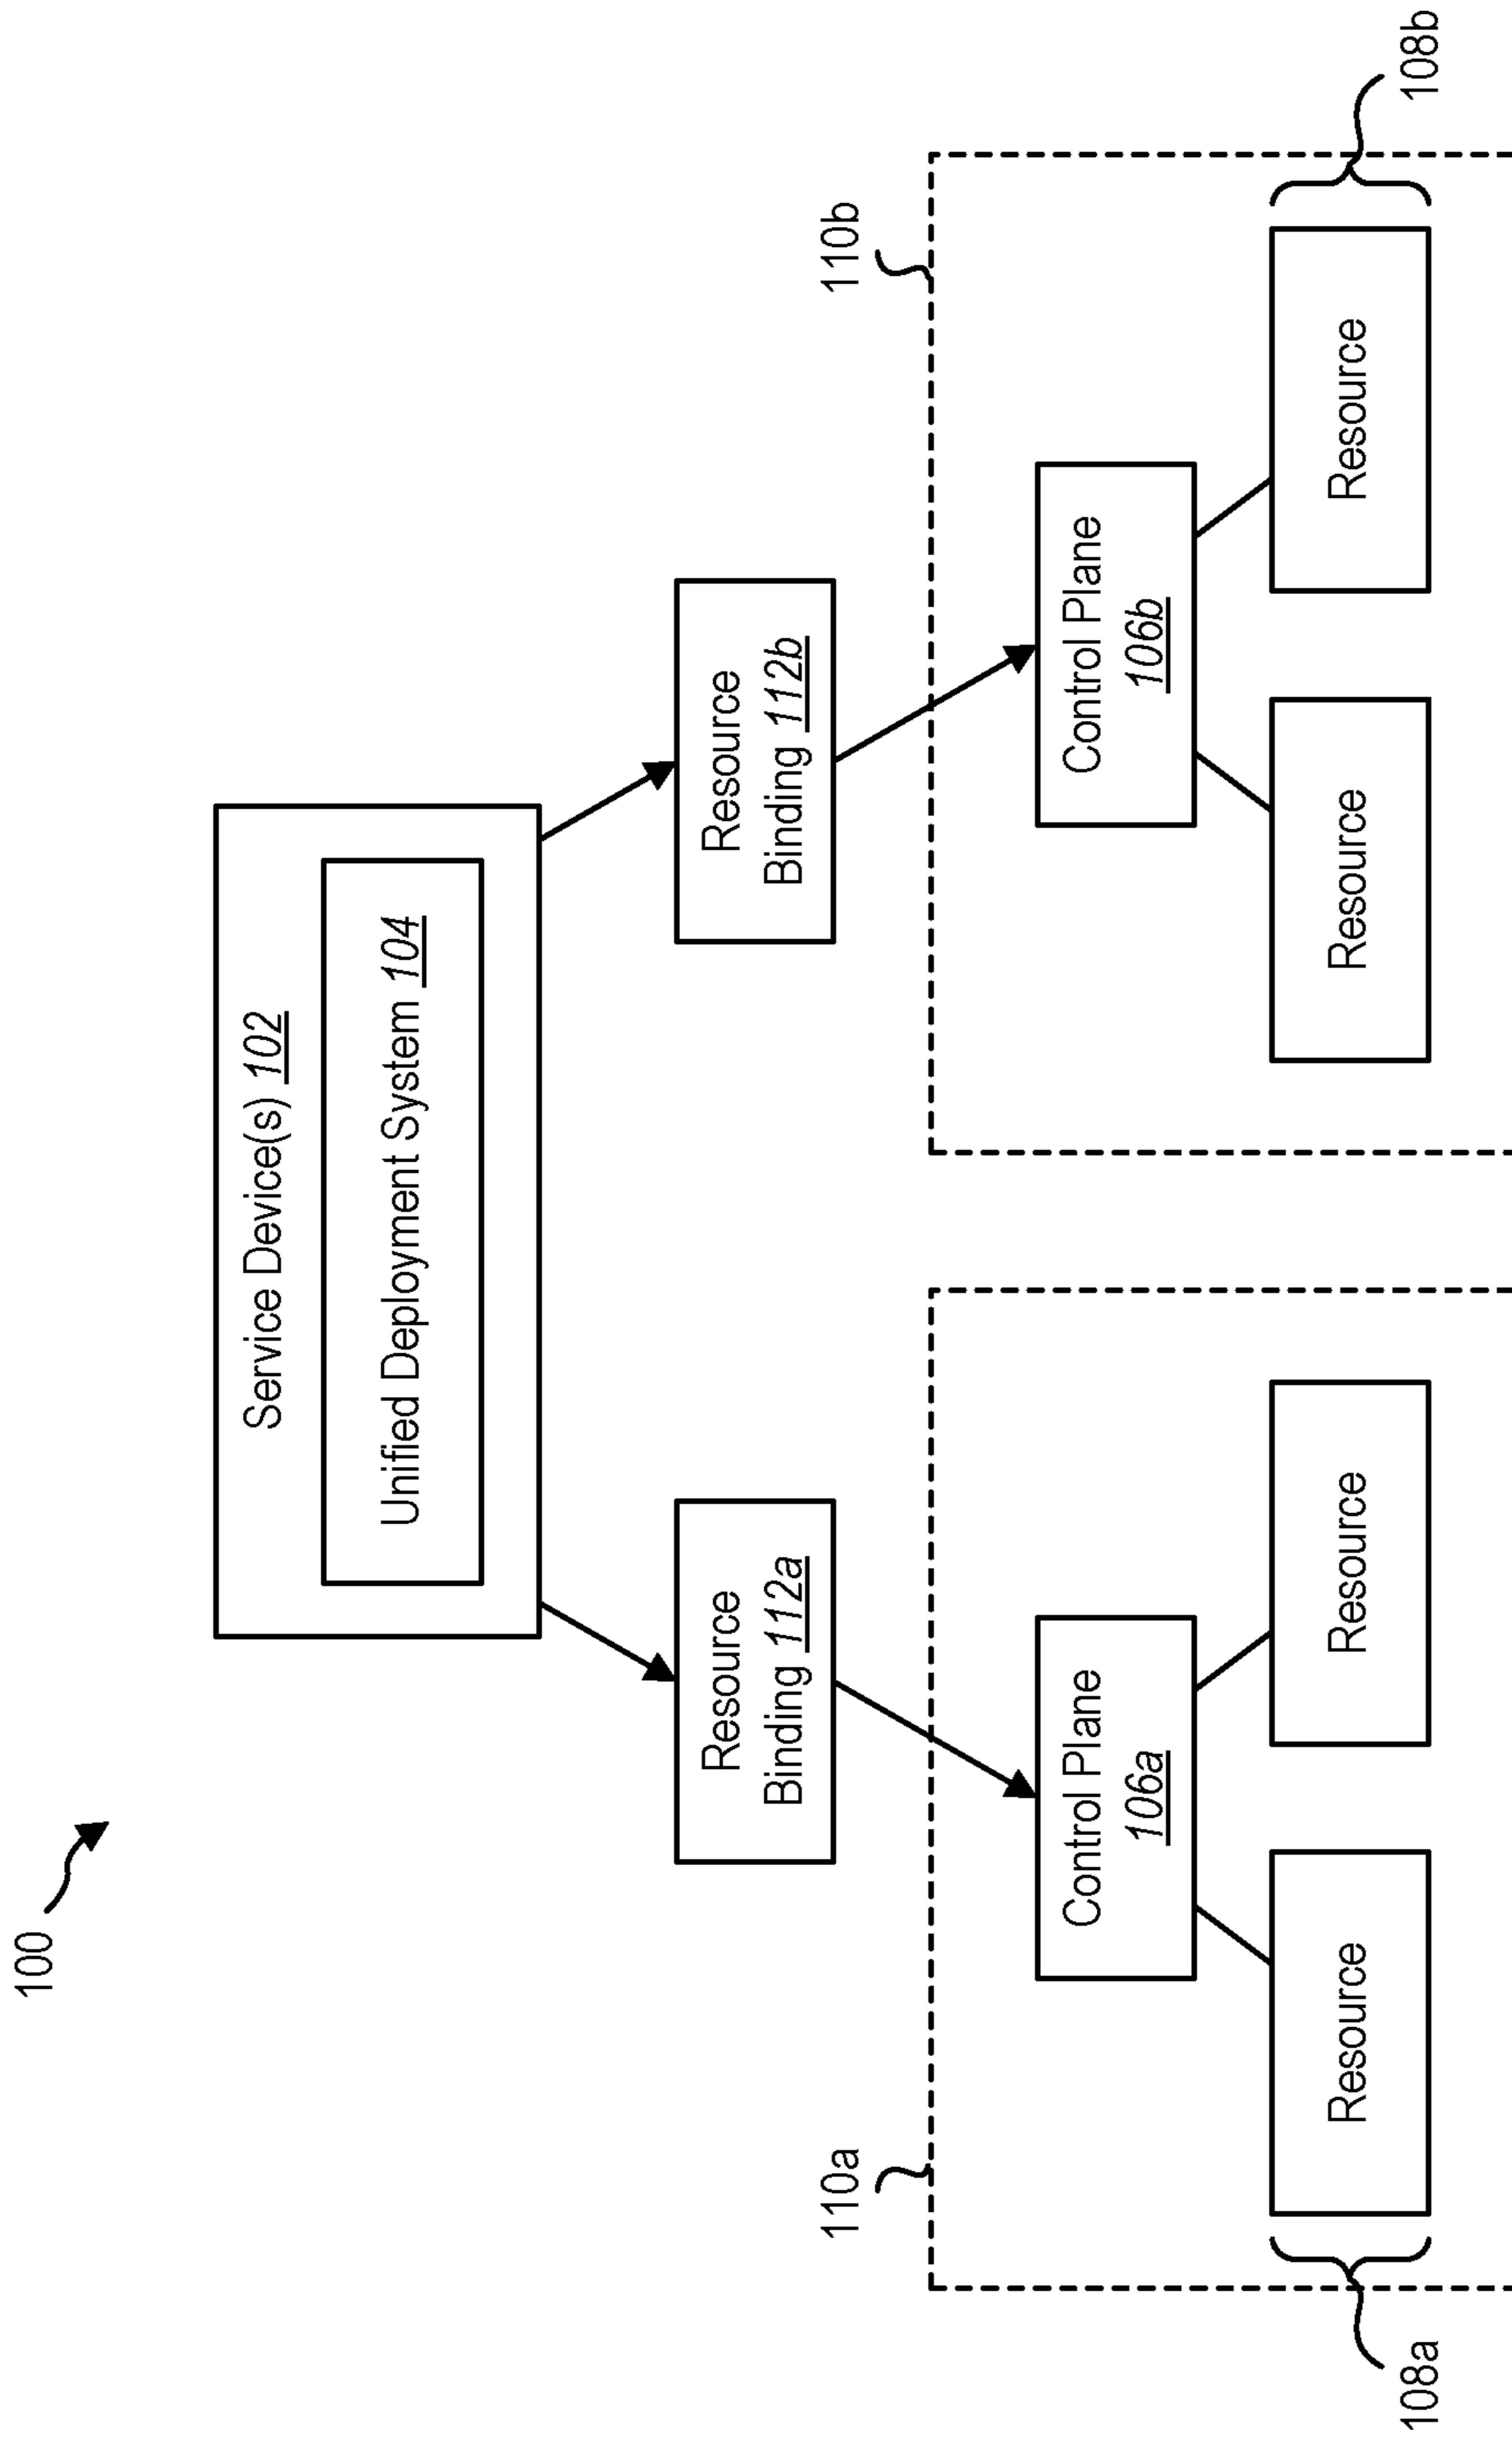 100
Service Device(s) 102
Unified Deployment System 104
Resource
Binding 112a
Resource
Binding 112b
110a
110b
Control Plane
106a
Control Plane
106b
Resource
Resource
Resource
Resource
108a
108b